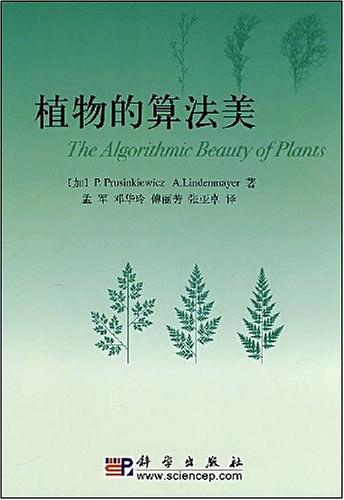 植物的算法美
The Algorithmic Beauty of Plants
[加] P. Prusinkiewicz A.Lindenmayer 著
孟 军 邓华玲 傅丽芳 张亚卓 译
科学出版社
www.sciencep.com